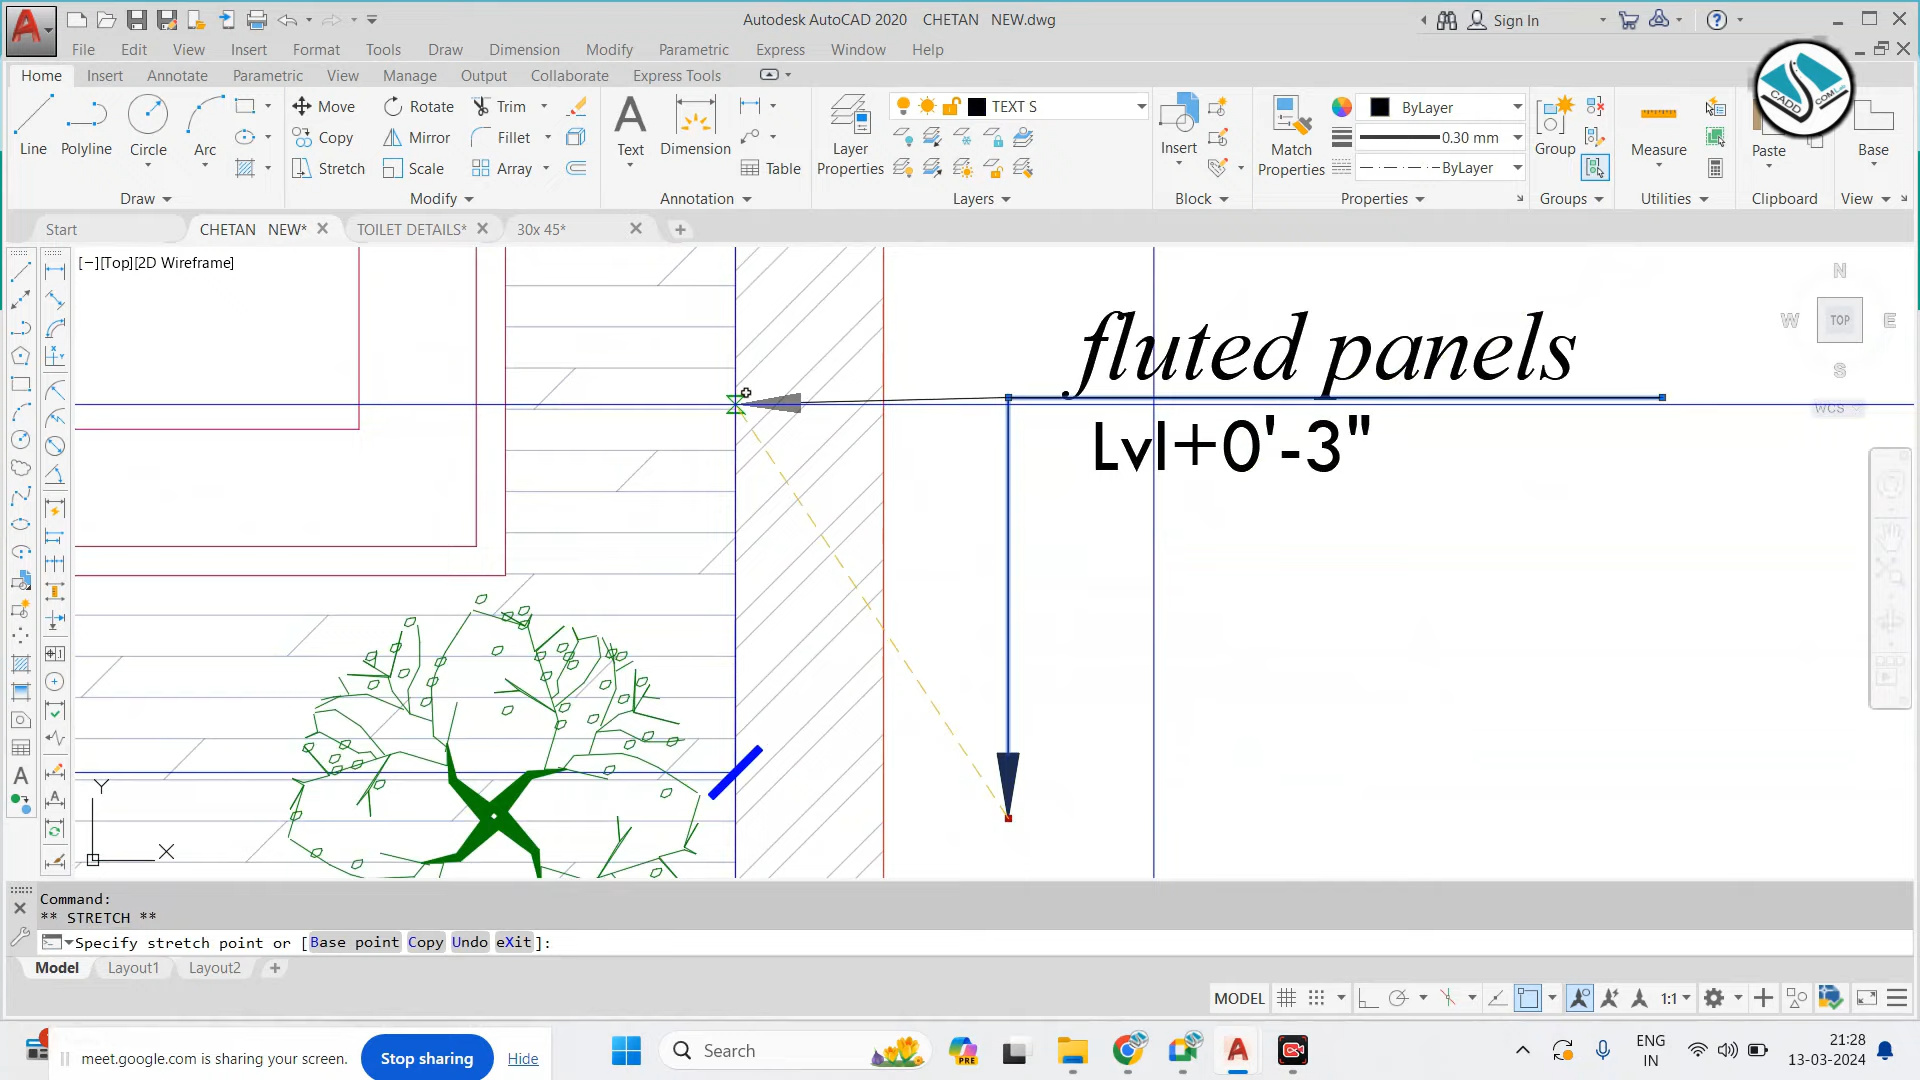 Autodesk AutoCAD 2020 CHETAN NEW.dwg
Sign In
File Edit View Insert Format Tools Draw Dimension Modify Parametric Express Window Help
Home Insert Annotate Parametric View Manage Output Collaborate Express Tools
Line Polyline Circle Arc
Move Rotate Trim
Copy Mirror Fillet
Stretch Scale Array
Text Dimension Table
Layer Properties
TEXT S
Insert
Match Properties
ByLayer
0.30 mm
ByLayer
Group
Measure
Paste
Base
Draw Modify Annotation Layers Block Properties Groups Utilities Clipboard View
CADD
Start CHETAN NEW* TOILET DETAILS* 30x 45*
[−][Top][2D Wireframe]
N
W TOP E
S
WCS
fluted panels
Lvl+0'-3"
Y
X
Command:
** STRETCH **
Specify stretch point or [Base point Copy Undo eXit]:
Model Layout1 Layout2
MODEL 1:1
meet.google.com is sharing your screen. Stop sharing Hide
Search
PRE
ENG
IN
21:28
13-03-2024